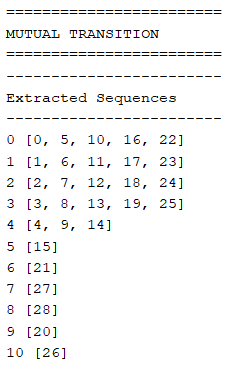 ========================
MUTUAL TRANSITION
========================
------------------------
Extracted Sequences
------------------------
0 [0, 5, 10, 16, 22]
1 [1, 6, 11, 17, 23]
2 [2, 7, 12, 18, 24]
3 [3, 8, 13, 19, 25]
4 [4, 9, 14]
5 [15]
6 [21]
7 [27]
8 [28]
9 [20]
10 [26]